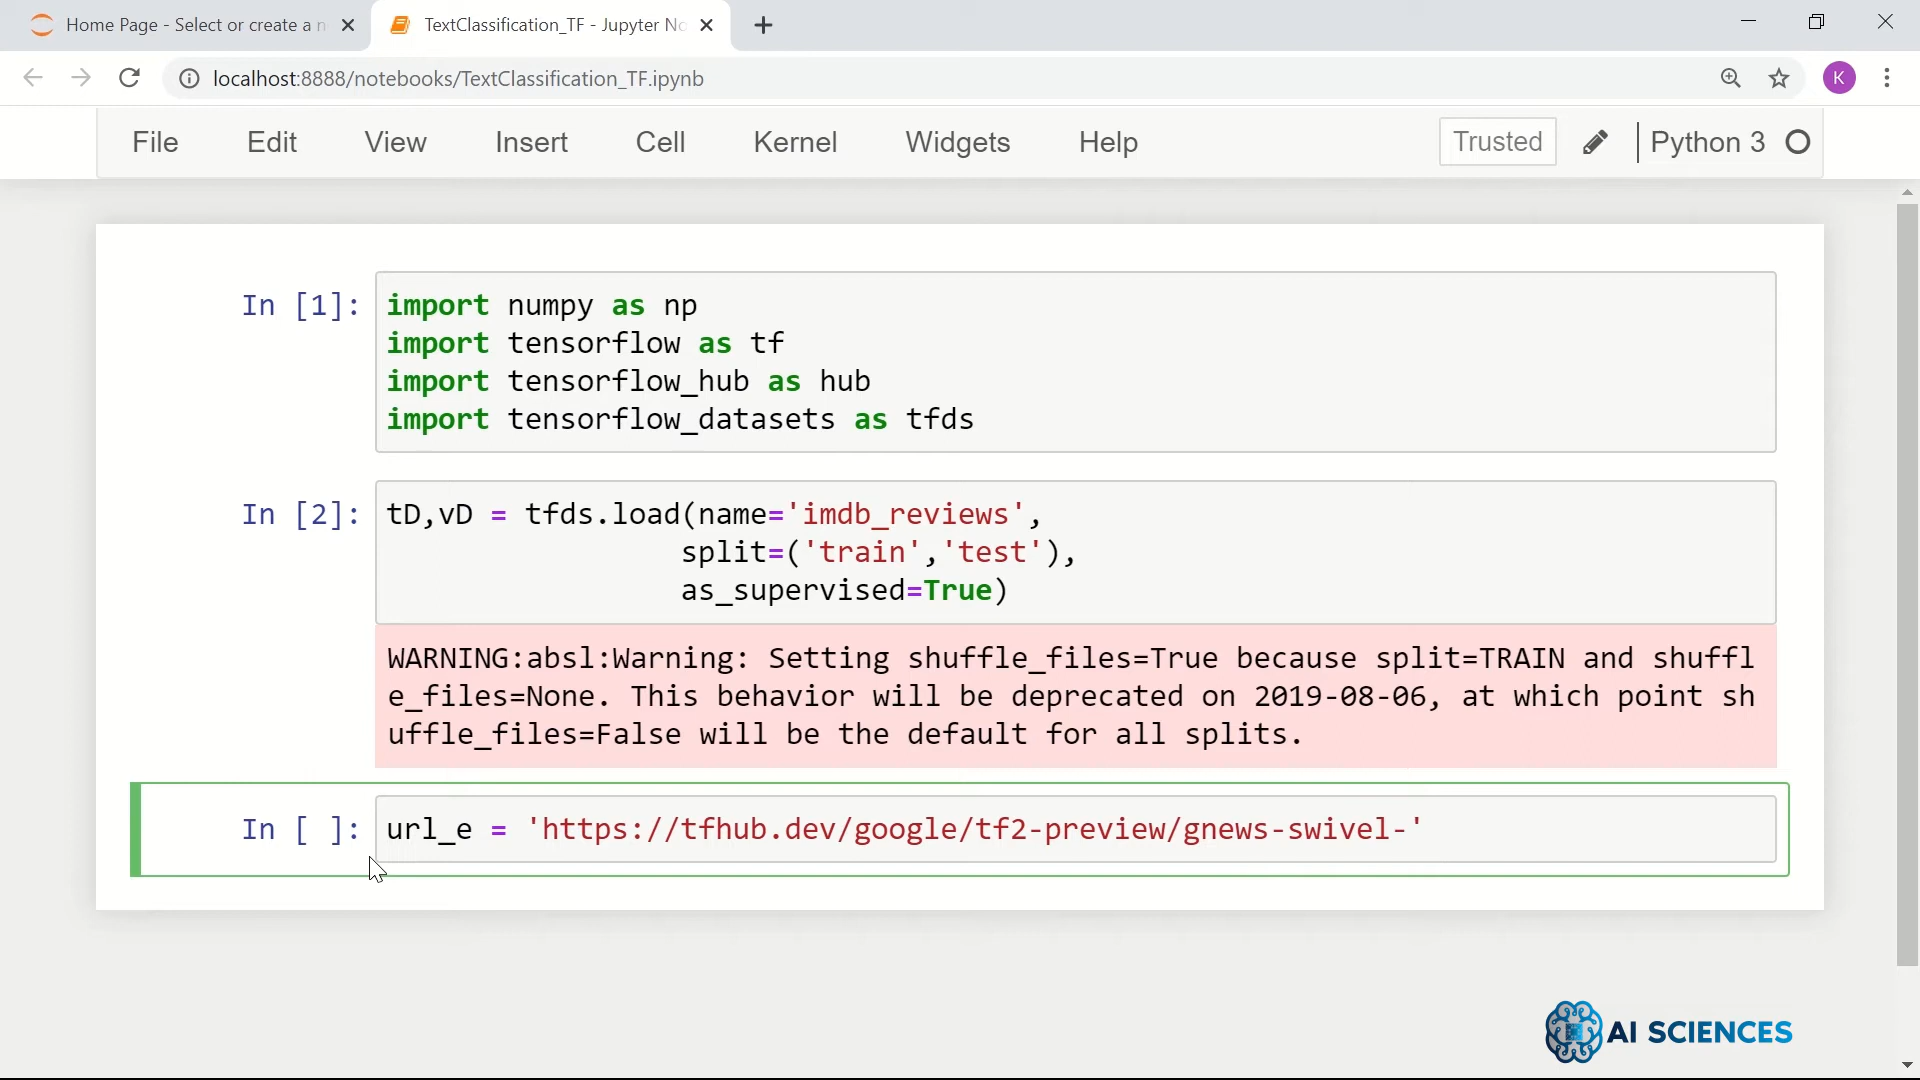 Home Page - Select or create a n
TextClassification_TF - Jupyter No
localhost:8888/notebooks/TextClassification_TF.ipynb
K
File Edit View Insert Cell Kernel Widgets Help Trusted Python 3
In [1]: import numpy as np
import tensorflow as tf
import tensorflow_hub as hub
import tensorflow_datasets as tfds
In [2]: tD,vD = tfds.load(name='imdb_reviews',
split=('train','test'),
as_supervised=True)
WARNING:absl:Warning: Setting shuffle_files=True because split=TRAIN and shuffl
e_files=None. This behavior will be deprecated on 2019-08-06, at which point sh
uffle_files=False will be the default for all splits.
In [ ]: url_e = 'https://tfhub.dev/google/tf2-preview/gnews-swivel-'
AI SCIENCES